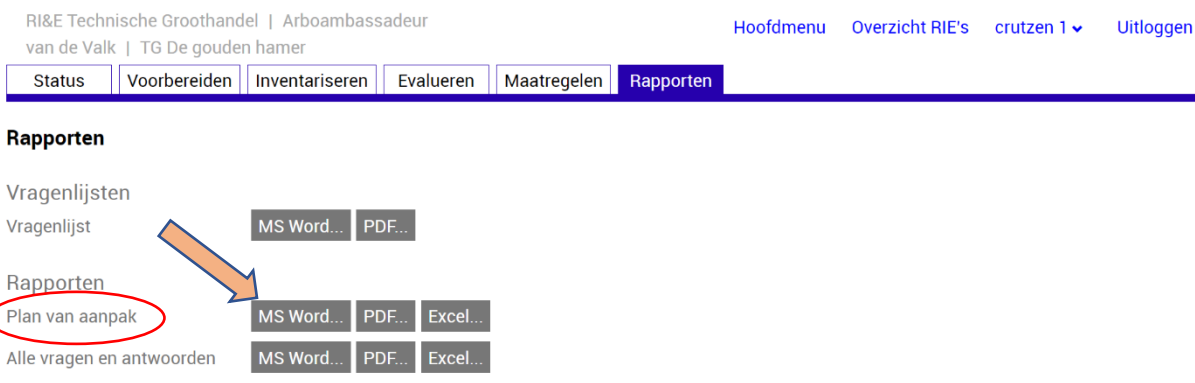 RI&E Technische Groothandel | Arboambassadeur
van de Valk | TG De gouden hamer
Hoofdmenu Overzicht RIE's crutzen 1 Uitloggen
Status Voorbereiden Inventariseren Evalueren Maatregelen Rapporten
Rapporten
Vragenlijsten
Vragenlijst MS Word... PDF...
Rapporten
Plan van aanpak MS Word... PDF... Excel...
Alle vragen en antwoorden MS Word... PDF... Excel...